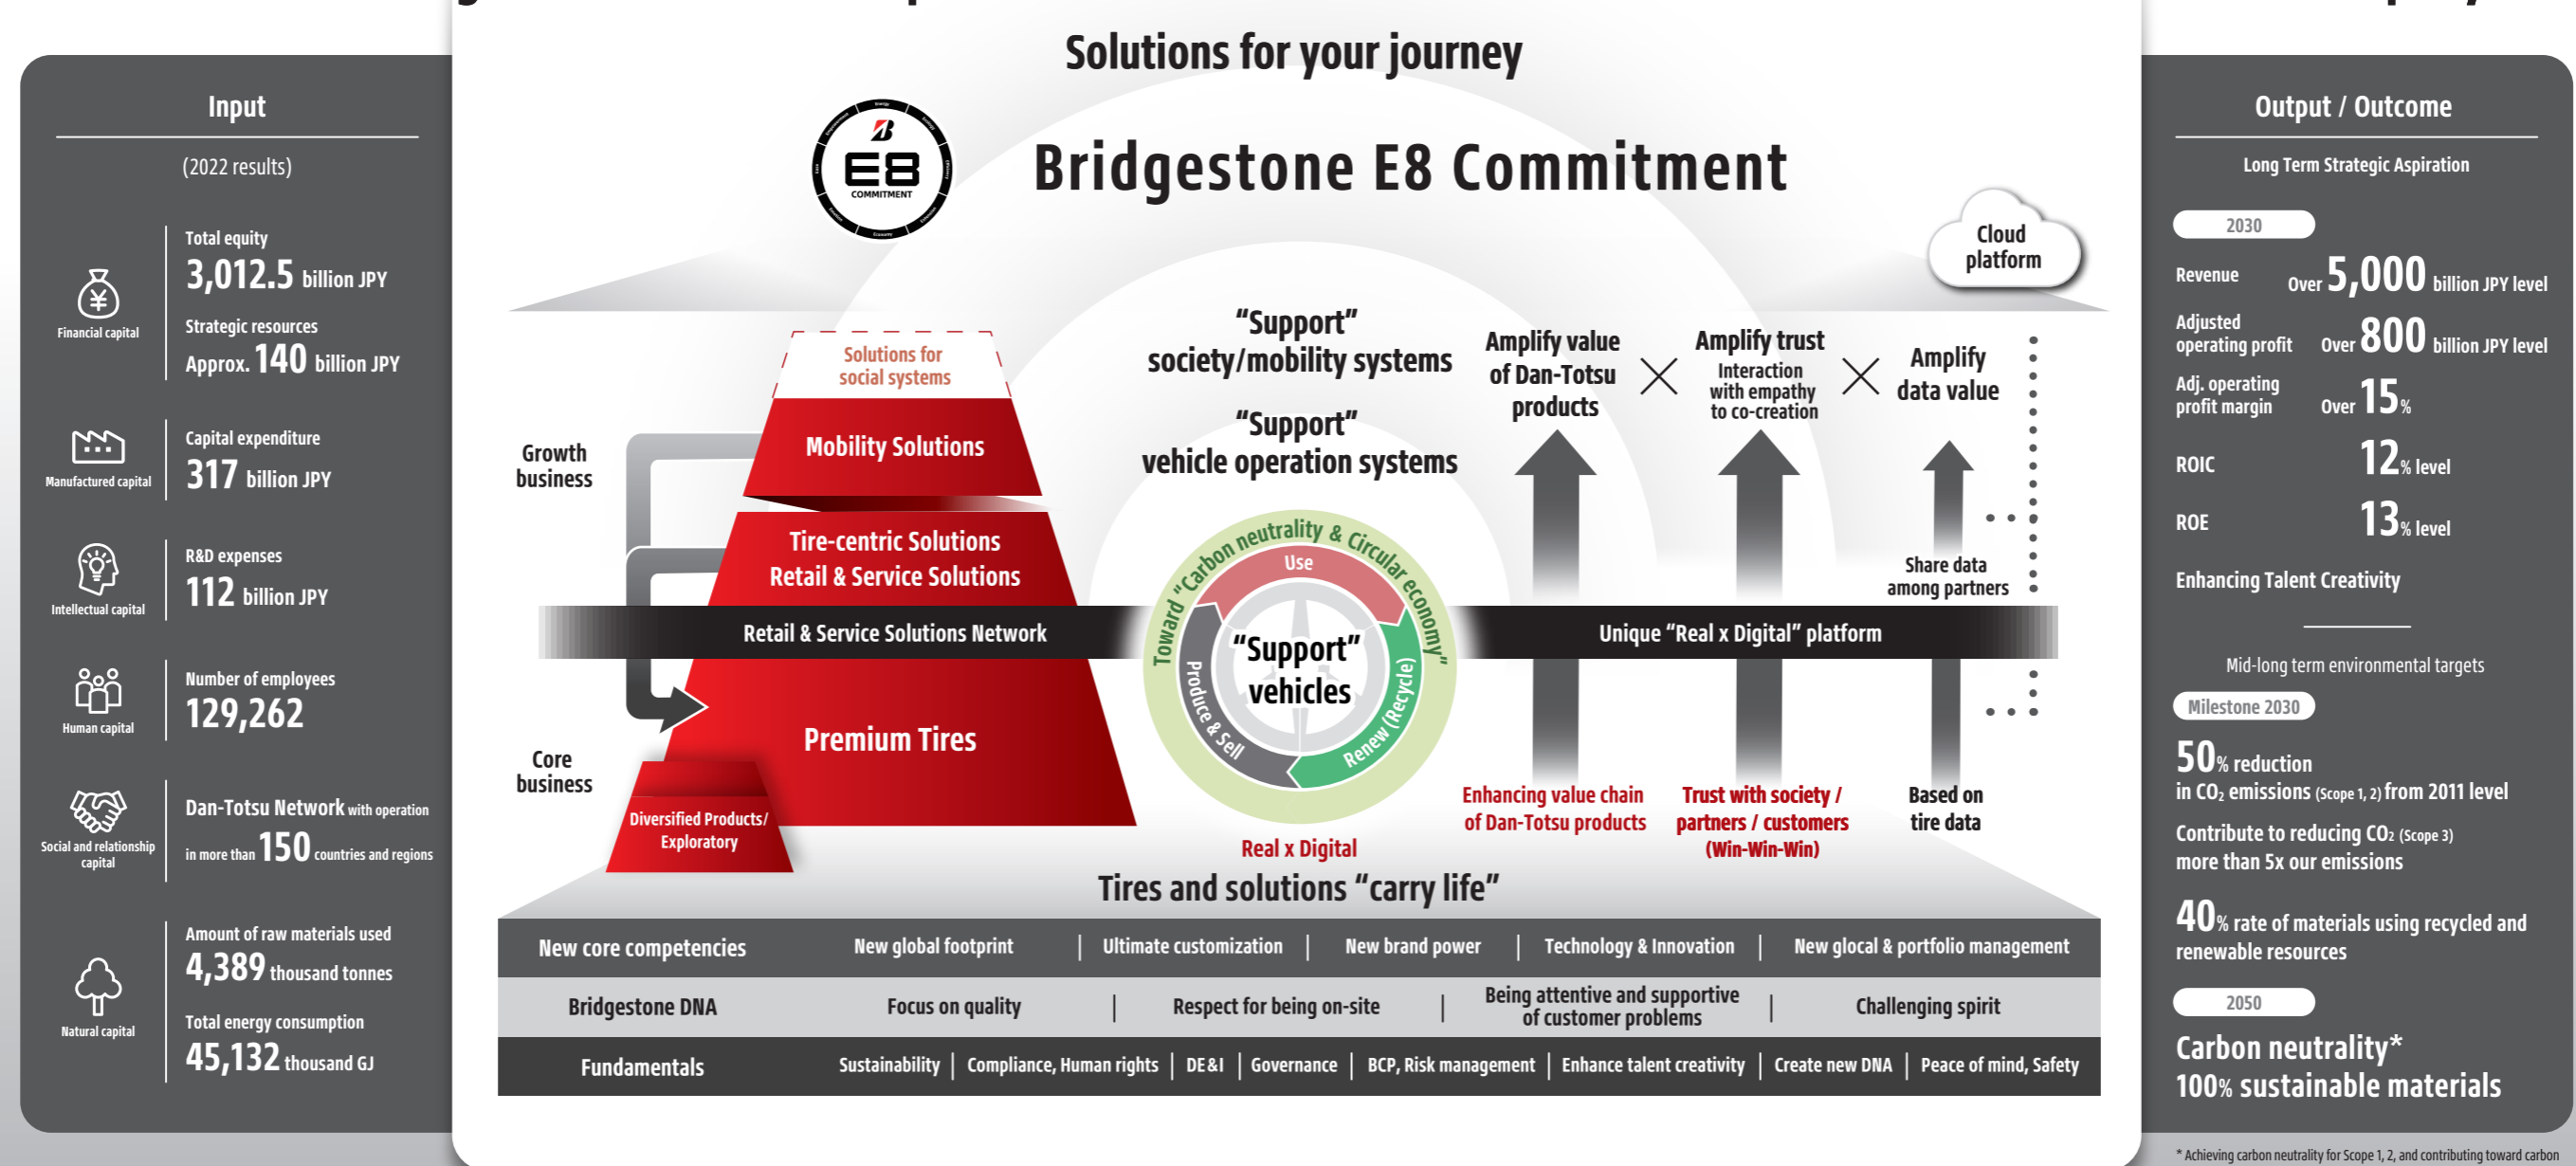 Solutions for your journey
Bridgestone E8 Commitment
E8
COMMITMENT
Energy
Ecology
Efficiency
Extension
Economy
Emotion
Ease
Empowerment
Input
(2022 results)
Financial capital
Total equity
3,012.5 billion JPY
Strategic resources
Approx. 140 billion JPY
Manufactured capital
Capital expenditure
317 billion JPY
Intellectual capital
R&D expenses
112 billion JPY
Human capital
Number of employees
129,262
Social and relationship
capital
Dan-Totsu Network with operation
in more than 150 countries and regions
Natural capital
Amount of raw materials used
4,389 thousand tonnes
Total energy consumption
45,132 thousand GJ
Cloud
platform
Growth
business
Core
business
Solutions for
social systems
Mobility Solutions
Tire-centric Solutions
Retail & Service Solutions
Retail & Service Solutions Network
Premium Tires
Diversified Products/
Exploratory
"Support"
society/mobility systems
"Support"
vehicle operation systems
Toward "Carbon neutrality & Circular economy"
Use
Produce & Sell
Renew (Recycle)
"Support"
vehicles
Real x Digital
Amplify value
of Dan-Totsu
products
Amplify trust
Interaction
with empathy
to co-creation
Amplify
data value
Share data
among partners
Unique "Real x Digital" platform
Enhancing value chain
of Dan-Totsu products
Trust with society /
partners / customers
(Win-Win-Win)
Based on
tire data
Tires and solutions "carry life"
New core competencies
New global footprint | Ultimate customization | New brand power | Technology & Innovation | New glocal & portfolio management
Bridgestone DNA
Focus on quality | Respect for being on-site | Being attentive and supportive
of customer problems | Challenging spirit
Fundamentals
Sustainability | Compliance, Human rights | DE&I | Governance | BCP, Risk management | Enhance talent creativity | Create new DNA | Peace of mind, Safety
Output / Outcome
Long Term Strategic Aspiration
2030
Revenue Over 5,000 billion JPY level
Adjusted
operating profit Over 800 billion JPY level
Adj. operating
profit margin Over 15%
ROIC 12% level
ROE 13% level
Enhancing Talent Creativity
Mid-long term environmental targets
Milestone 2030
50% reduction
in CO₂ emissions (Scope 1, 2) from 2011 level
Contribute to reducing CO₂ (Scope 3)
more than 5x our emissions
40% rate of materials using recycled and
renewable resources
2050
Carbon neutrality*
100% sustainable materials
* Achieving carbon neutrality for Scope 1, 2, and contributing toward carbon